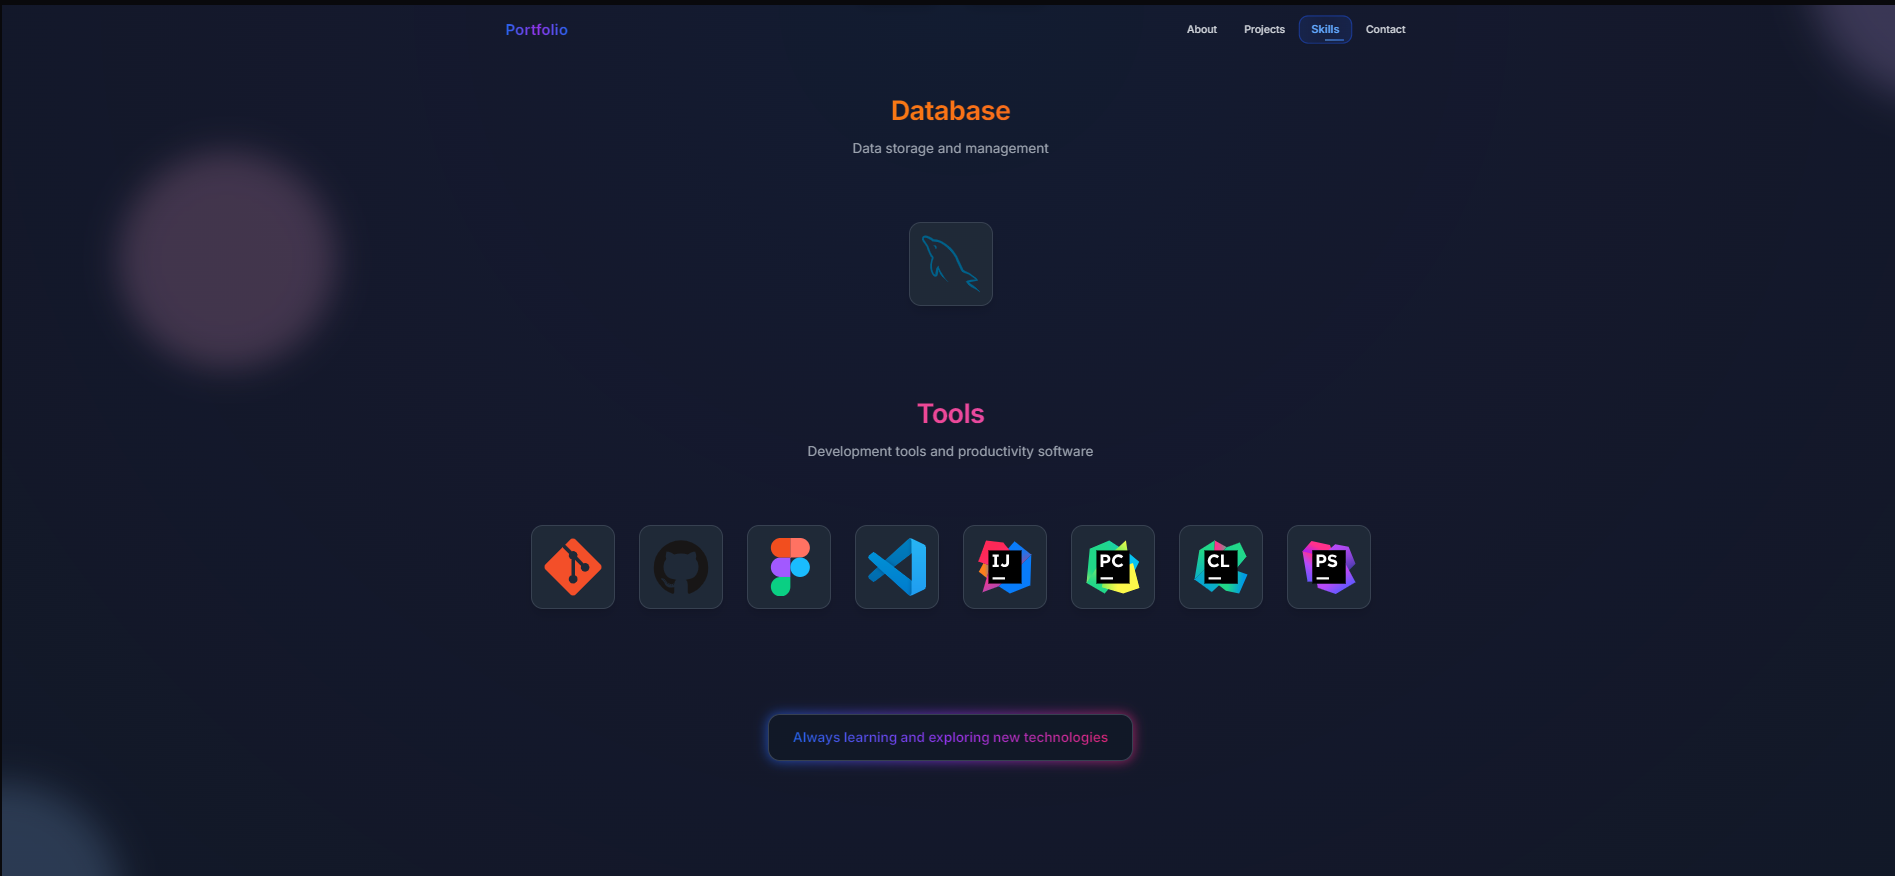 Portfolio
About
Projects
Skills
Contact
Database
Data storage and management
Tools
Development tools and productivity software
IJ
PC
CL
PS
Always learning and exploring new technologies